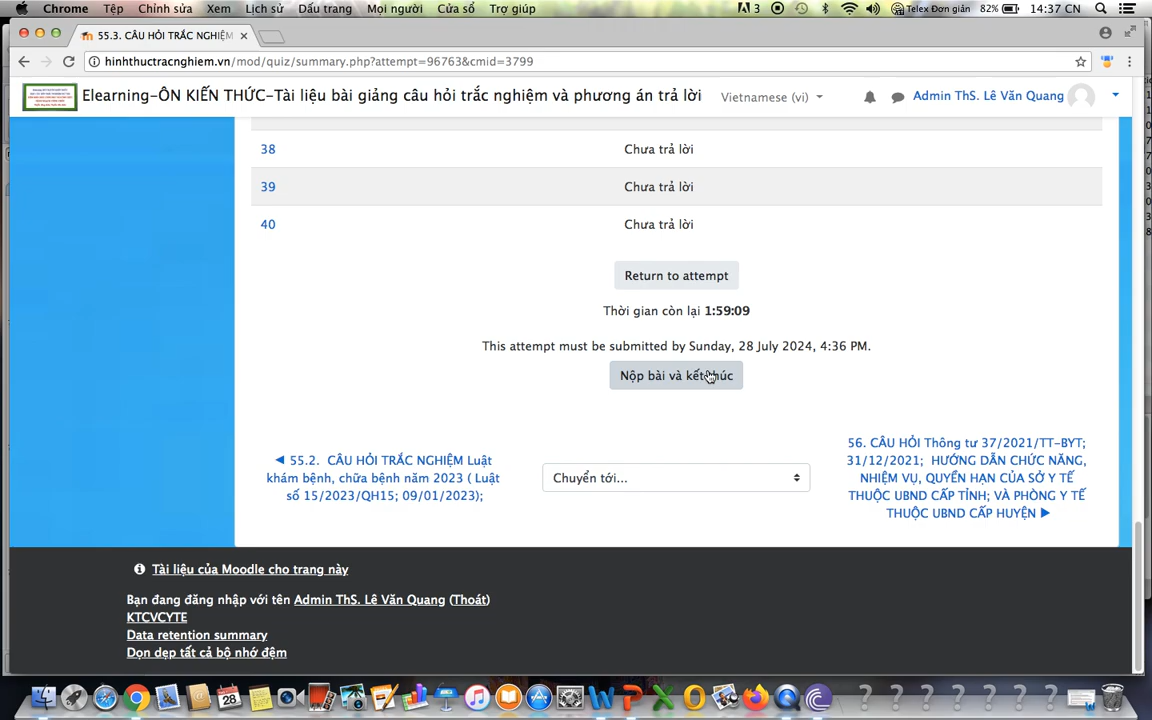 Chrome Tệp Chỉnh sửa Xem Lịch sử Dấu trang Mọi người Cửa sổ Trợ giúp 3 Telex Đơn giản 82% 14:37 CN
55.3. CÂU HỎI TRẮC NGHIỆM
hinhthuctracnghiem.vn/mod/quiz/summary.php?attempt=96763&cmid=3799
Elearning-ÔN KIẾN THỨC-Tài liệu bài giảng câu hỏi trắc nghiệm và phương án trả lời Vietnamese (vi) Admin ThS. Lê Văn Quang
38 Chưa trả lời
39 Chưa trả lời
40 Chưa trả lời
Return to attempt
Thời gian còn lại 1:59:09
This attempt must be submitted by Sunday, 28 July 2024, 4:36 PM.
Nộp bài và kết thúc
◄ 55.2. CÂU HỎI TRẮC NGHIỆM Luật
khám bệnh, chữa bệnh năm 2023 ( Luật
số 15/2023/QH15; 09/01/2023);
Chuyển tới...
56. CÂU HỎI Thông tư 37/2021/TT-BYT;
31/12/2021; HƯỚNG DẪN CHỨC NĂNG,
NHIỆM VỤ, QUYỀN HẠN CỦA SỞ Y TẾ
THUỘC UBND CẤP TỈNH; VÀ PHÒNG Y TẾ
THUỘC UBND CẤP HUYỆN ►
Tài liệu của Moodle cho trang này
Bạn đang đăng nhập với tên Admin ThS. Lê Văn Quang (Thoát)
KTCVCYTE
Data retention summary
Dọn dẹp tất cả bộ nhớ đệm
28